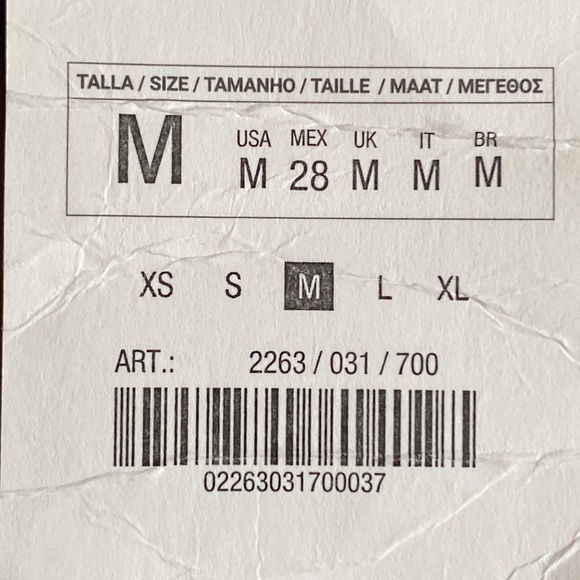 TALLA / SIZE / TAMANHO / TAILLE / MAAT / ΜΕΓΕΘΟΣ
M
USA MEX UK IT BR
M 28 M M M
XS S M L XL
ART.: 2263 / 031 / 700
02263031700037